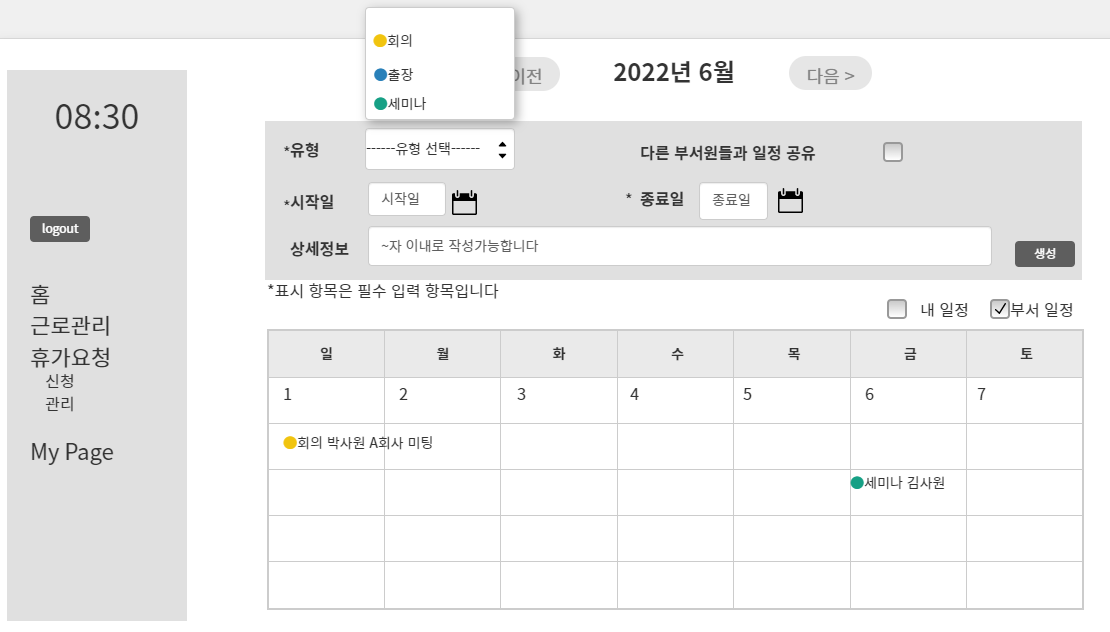 회의
출장
세미나
이전
2022년 6월
다음 >
08:30
logout
홈
근로관리
휴가요청
신청
관리
My Page
*유형
------유형 선택------
다른 부서원들과 일정 공유
*시작일
시작일
* 종료일
종료일
상세정보
~자 이내로 작성가능합니다
생성
*표시 항목은 필수 입력 항목입니다
내 일정
부서 일정
일 월 화 수 목 금 토
1 2 3 4 5 6 7
회의 박사원 A회사 미팅
세미나 김사원